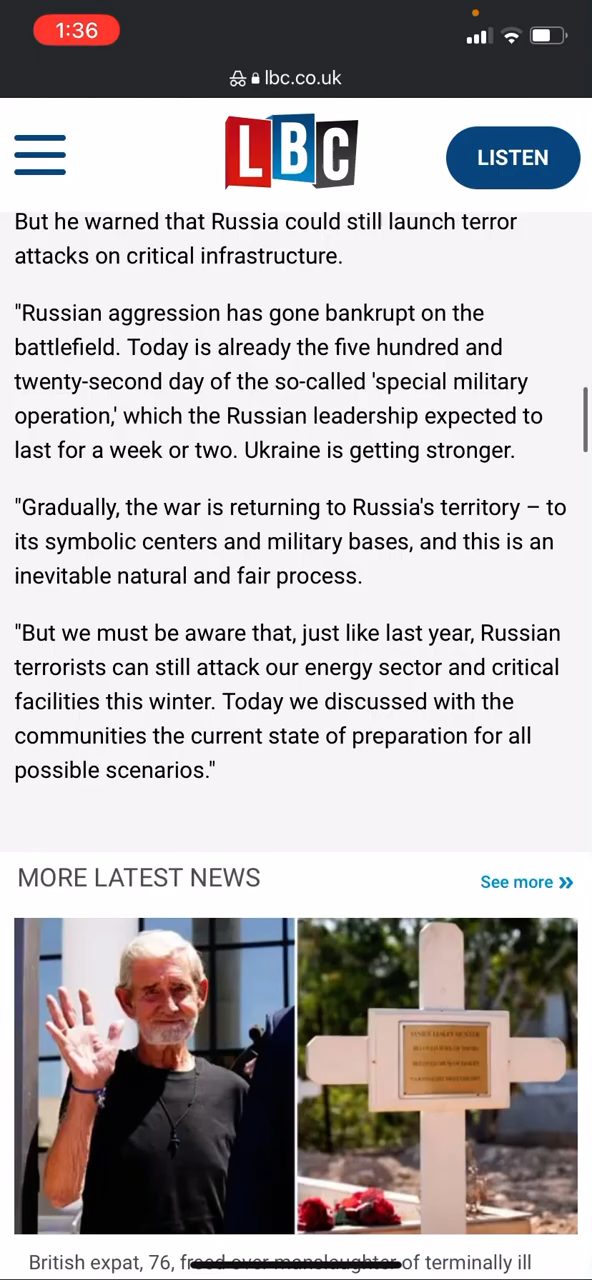 1:36
lbc.co.uk
LBC
LISTEN
But he warned that Russia could still launch terror
attacks on critical infrastructure.
"Russian aggression has gone bankrupt on the
battlefield. Today is already the five hundred and
twenty-second day of the so-called 'special military
operation,' which the Russian leadership expected to
last for a week or two. Ukraine is getting stronger.
"Gradually, the war is returning to Russia's territory – to
its symbolic centers and military bases, and this is an
inevitable natural and fair process.
"But we must be aware that, just like last year, Russian
terrorists can still attack our energy sector and critical
facilities this winter. Today we discussed with the
communities the current state of preparation for all
possible scenarios."
MORE LATEST NEWS
See more »
British expat, 76, freed over manslaughter of terminally ill